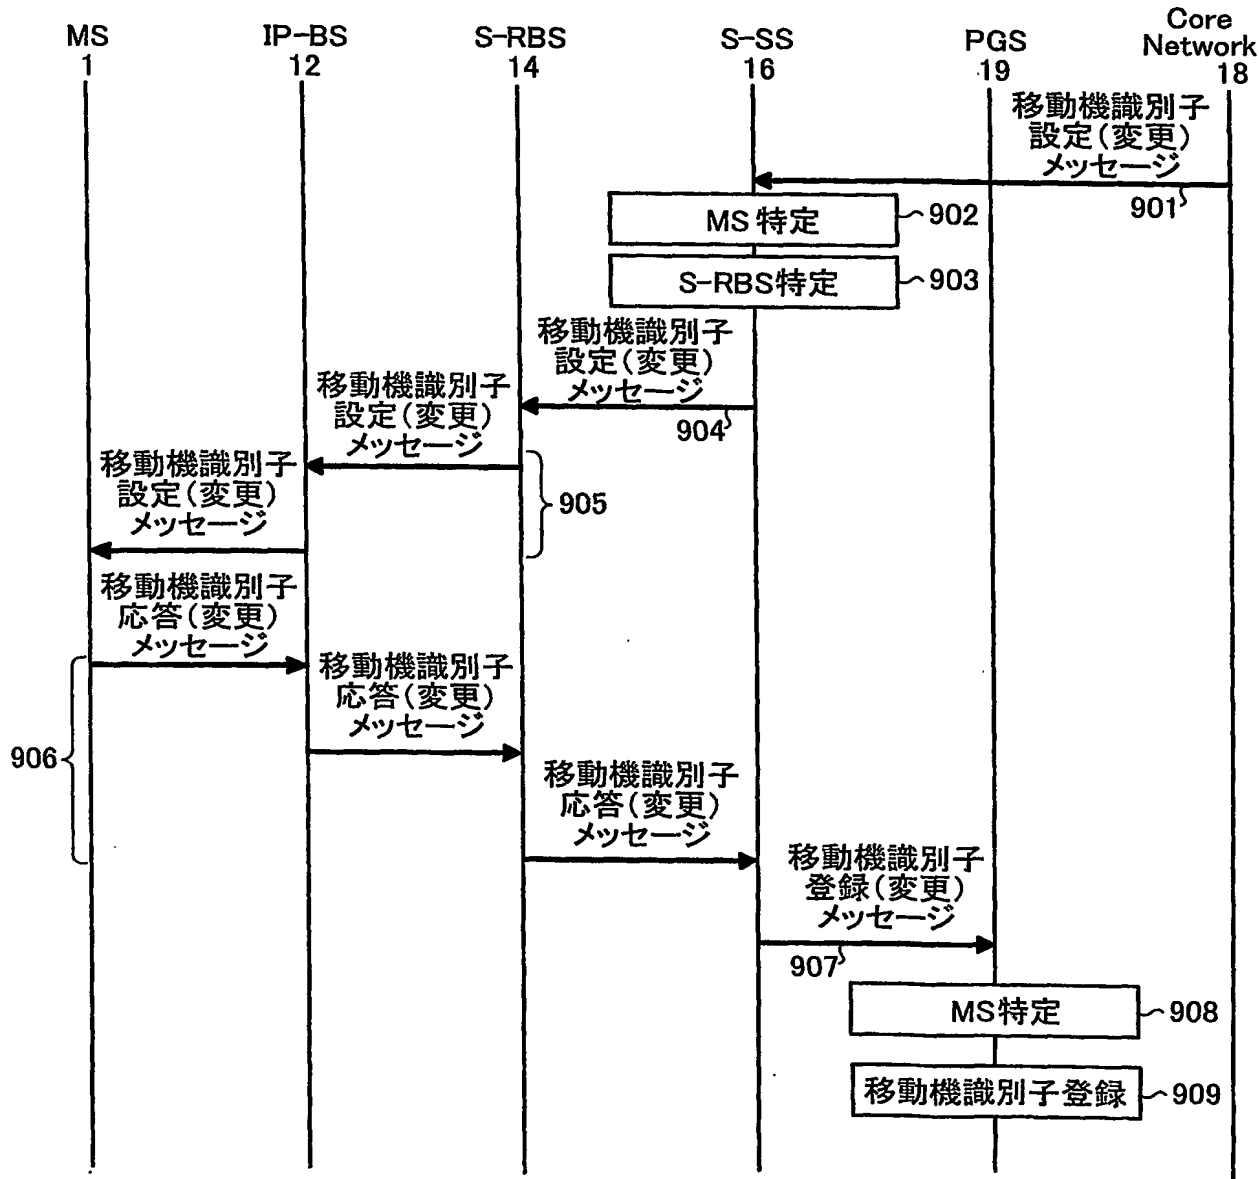 MS
1
IP-BS
12
S-RBS
14
S-SS
16
PGS
19
Core
Network
18
移動機識別子
設定(変更)
メッセージ
901
MS 特定
902
S-RBS特定
903
移動機識別子
設定(変更)
メッセージ
904
移動機識別子
設定(変更)
メッセージ
905
移動機識別子
設定(変更)
メッセージ
移動機識別子
応答(変更)
メッセージ
906
移動機識別子
応答(変更)
メッセージ
移動機識別子
応答(変更)
メッセージ
移動機識別子
登録(変更)
メッセージ
907
MS特定
908
移動機識別子登録
909